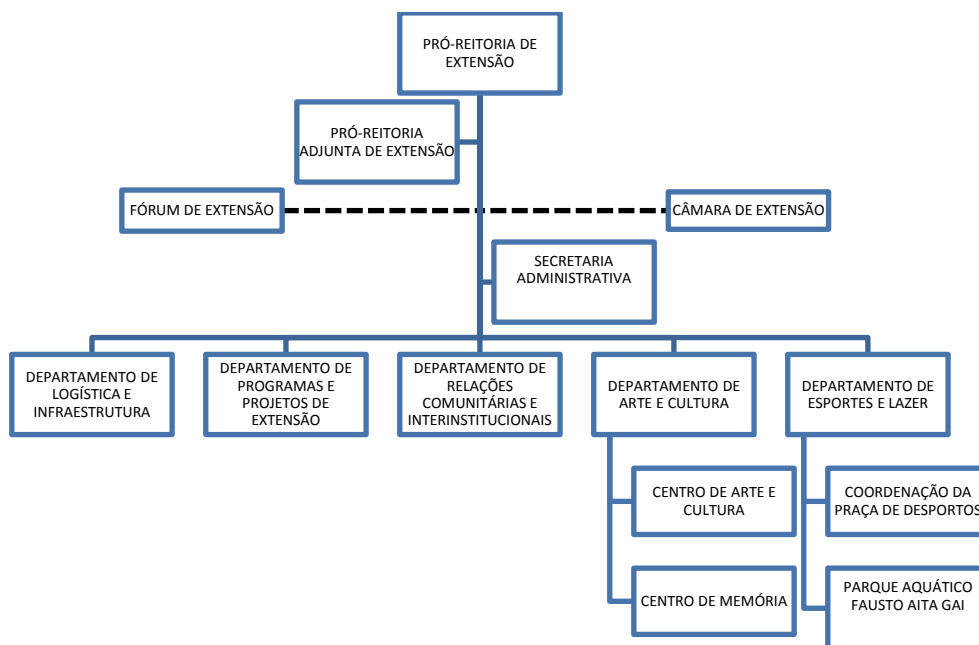 PRÓ-REITORIA DE
EXTENSÃO
PRÓ-REITORIA
ADJUNTA DE EXTENSÃO
FÓRUM DE EXTENSÃO
CÂMARA DE EXTENSÃO
SECRETARIA
ADMINISTRATIVA
DEPARTAMENTO DE
LOGÍSTICA E
INFRAESTRUTURA
DEPARTAMENTO DE
PROGRAMAS E
PROJETOS DE
EXTENSÃO
DEPARTAMENTO DE
RELAÇÕES
COMUNITÁRIAS E
INTERINSTITUCIONAIS
DEPARTAMENTO DE
ARTE E CULTURA
DEPARTAMENTO DE
ESPORTES E LAZER
CENTRO DE ARTE E
CULTURA
COORDENAÇÃO DA
PRAÇA DE DESPORTOS
CENTRO DE MEMÓRIA
PARQUE AQUÁTICO
FAUSTO AITA GAI